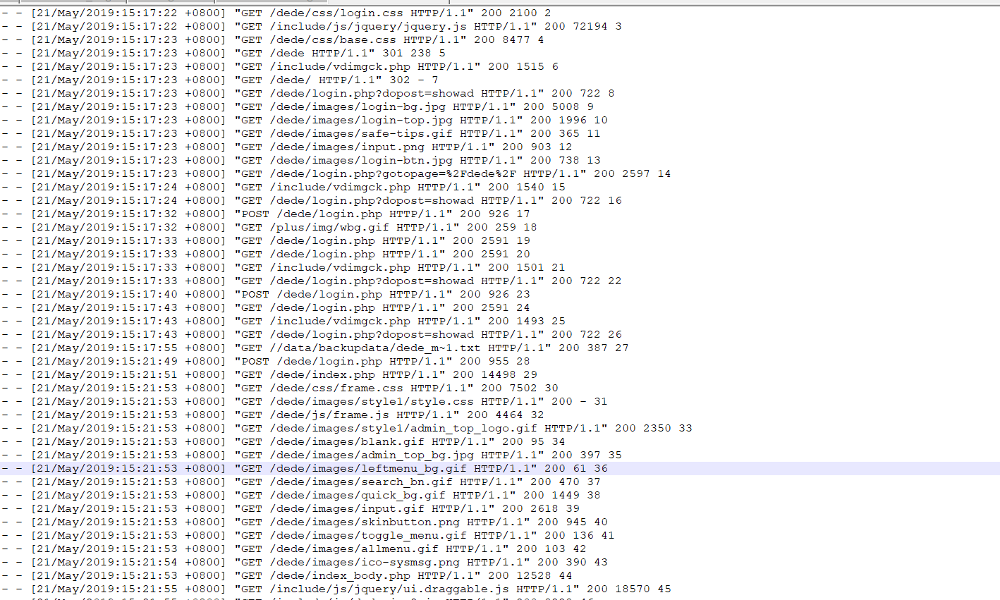 - - [21/May/2019:15:17:22 +0800] "GET /dede/css/login.css HTTP/1.1" 200 2100 2
- - [21/May/2019:15:17:22 +0800] "GET /include/js/jquery/jquery.js HTTP/1.1" 200 72194 3
- - [21/May/2019:15:17:23 +0800] "GET /dede/css/base.css HTTP/1.1" 200 8477 4
- - [21/May/2019:15:17:23 +0800] "GET /dede HTTP/1.1" 301 238 5
- - [21/May/2019:15:17:23 +0800] "GET /include/vdimgck.php HTTP/1.1" 200 1515 6
- - [21/May/2019:15:17:23 +0800] "GET /dede/ HTTP/1.1" 302 - 7
- - [21/May/2019:15:17:23 +0800] "GET /dede/login.php?dopost=showad HTTP/1.1" 200 722 8
- - [21/May/2019:15:17:23 +0800] "GET /dede/images/login-bg.jpg HTTP/1.1" 200 5008 9
- - [21/May/2019:15:17:23 +0800] "GET /dede/images/login-top.jpg HTTP/1.1" 200 1996 10
- - [21/May/2019:15:17:23 +0800] "GET /dede/images/safe-tips.gif HTTP/1.1" 200 365 11
- - [21/May/2019:15:17:23 +0800] "GET /dede/images/input.png HTTP/1.1" 200 903 12
- - [21/May/2019:15:17:23 +0800] "GET /dede/images/login-btn.jpg HTTP/1.1" 200 738 13
- - [21/May/2019:15:17:23 +0800] "GET /dede/login.php?gotopage=%2Fdede%2F HTTP/1.1" 200 2597 14
- - [21/May/2019:15:17:24 +0800] "GET /include/vdimgck.php HTTP/1.1" 200 1540 15
- - [21/May/2019:15:17:24 +0800] "GET /dede/login.php?dopost=showad HTTP/1.1" 200 722 16
- - [21/May/2019:15:17:32 +0800] "POST /dede/login.php HTTP/1.1" 200 926 17
- - [21/May/2019:15:17:32 +0800] "GET /plus/img/wbg.gif HTTP/1.1" 200 259 18
- - [21/May/2019:15:17:33 +0800] "GET /dede/login.php HTTP/1.1" 200 2591 19
- - [21/May/2019:15:17:33 +0800] "GET /dede/login.php HTTP/1.1" 200 2591 20
- - [21/May/2019:15:17:33 +0800] "GET /include/vdimgck.php HTTP/1.1" 200 1501 21
- - [21/May/2019:15:17:33 +0800] "GET /dede/login.php?dopost=showad HTTP/1.1" 200 722 22
- - [21/May/2019:15:17:40 +0800] "POST /dede/login.php HTTP/1.1" 200 926 23
- - [21/May/2019:15:17:43 +0800] "GET /dede/login.php HTTP/1.1" 200 2591 24
- - [21/May/2019:15:17:43 +0800] "GET /include/vdimgck.php HTTP/1.1" 200 1493 25
- - [21/May/2019:15:17:43 +0800] "GET /dede/login.php?dopost=showad HTTP/1.1" 200 722 26
- - [21/May/2019:15:17:55 +0800] "GET //data/backupdata/dede_m~1.txt HTTP/1.1" 200 387 27
- - [21/May/2019:15:21:49 +0800] "POST /dede/login.php HTTP/1.1" 200 955 28
- - [21/May/2019:15:21:51 +0800] "GET /dede/index.php HTTP/1.1" 200 14498 29
- - [21/May/2019:15:21:53 +0800] "GET /dede/css/frame.css HTTP/1.1" 200 7502 30
- - [21/May/2019:15:21:53 +0800] "GET /dede/images/style1/style.css HTTP/1.1" 200 - 31
- - [21/May/2019:15:21:53 +0800] "GET /dede/js/frame.js HTTP/1.1" 200 4464 32
- - [21/May/2019:15:21:53 +0800] "GET /dede/images/style1/admin_top_logo.gif HTTP/1.1" 200 2350 33
- - [21/May/2019:15:21:53 +0800] "GET /dede/images/blank.gif HTTP/1.1" 200 95 34
- - [21/May/2019:15:21:53 +0800] "GET /dede/images/admin_top_bg.jpg HTTP/1.1" 200 397 35
- - [21/May/2019:15:21:53 +0800] "GET /dede/images/leftmenu_bg.gif HTTP/1.1" 200 61 36
- - [21/May/2019:15:21:53 +0800] "GET /dede/images/search_bn.gif HTTP/1.1" 200 470 37
- - [21/May/2019:15:21:53 +0800] "GET /dede/images/quick_bg.gif HTTP/1.1" 200 1449 38
- - [21/May/2019:15:21:53 +0800] "GET /dede/images/input.gif HTTP/1.1" 200 2618 39
- - [21/May/2019:15:21:53 +0800] "GET /dede/images/skinbutton.png HTTP/1.1" 200 945 40
- - [21/May/2019:15:21:53 +0800] "GET /dede/images/toggle_menu.gif HTTP/1.1" 200 136 41
- - [21/May/2019:15:21:53 +0800] "GET /dede/images/allmenu.gif HTTP/1.1" 200 103 42
- - [21/May/2019:15:21:54 +0800] "GET /dede/images/ico-sysmsg.png HTTP/1.1" 200 390 43
- - [21/May/2019:15:21:53 +0800] "GET /dede/index_body.php HTTP/1.1" 200 12528 44
- - [21/May/2019:15:21:55 +0800] "GET /include/js/jquery/ui.draggable.js HTTP/1.1" 200 18570 45